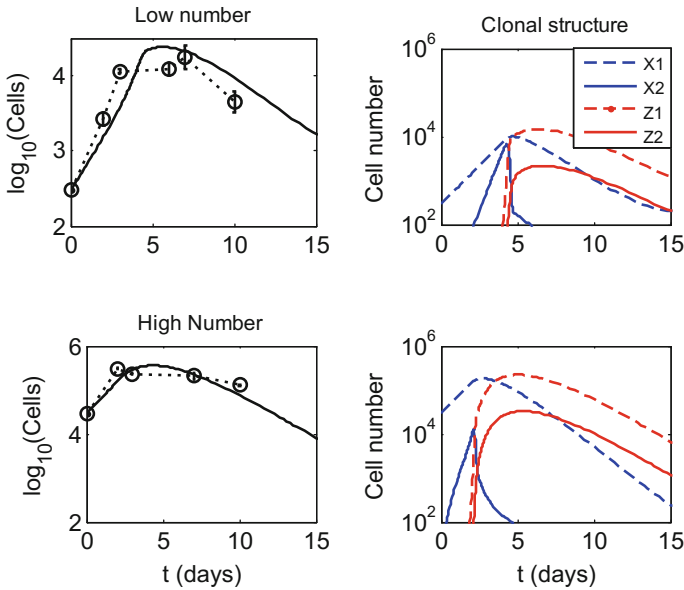 Low number
log10(Cells)
4
3
2
0
5
10
15
Clonal structure
Cell number
10^6
10^4
10^2
0
5
10
15
X1
X2
Z1
Z2
High Number
log10(Cells)
6
4
2
0
5
10
15
t (days)
Cell number
10^6
10^4
10^2
0
5
10
15
t (days)